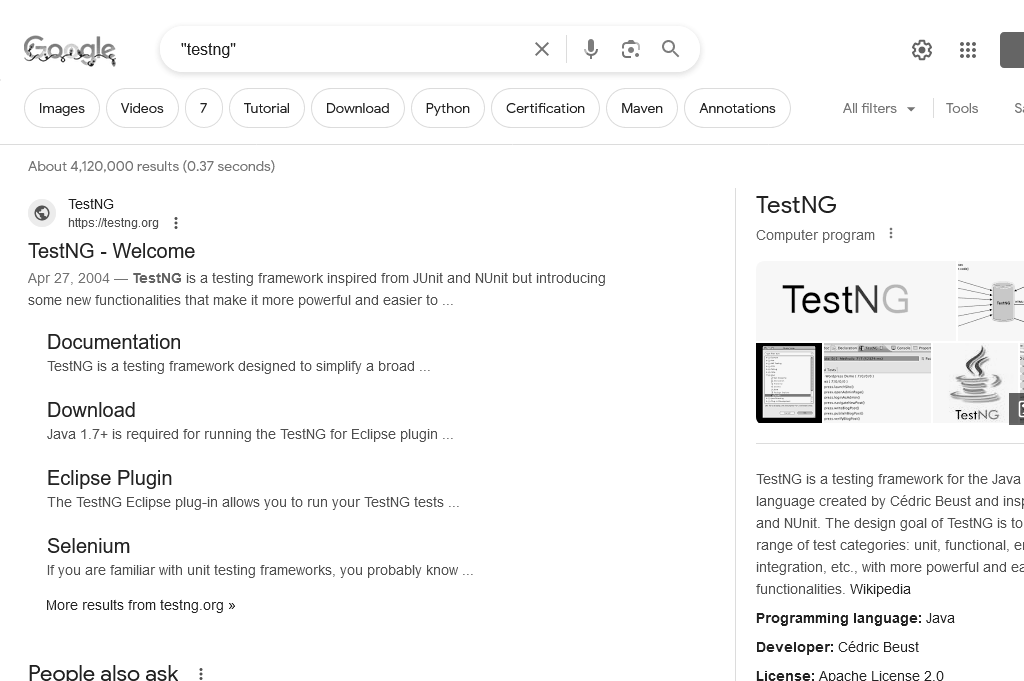 Google
"testng"
Images
Videos
7
Tutorial
Download
Python
Certification
Maven
Annotations
All filters
Tools
About 4,120,000 results (0.37 seconds)
TestNG
https://testng.org
TestNG - Welcome
Apr 27, 2004 — TestNG is a testing framework inspired from JUnit and NUnit but introducing
some new functionalities that make it more powerful and easier to ...
Documentation
TestNG is a testing framework designed to simplify a broad ...
Download
Java 1.7+ is required for running the TestNG for Eclipse plugin ...
Eclipse Plugin
The TestNG Eclipse plug-in allows you to run your TestNG tests ...
Selenium
If you are familiar with unit testing frameworks, you probably know ...
More results from testng.org »
People also ask
TestNG
Computer program
TestNG
TestNG
TestNG
TestNG is a testing framework for the Java
language created by Cédric Beust and insp
and NUnit. The design goal of TestNG is to
range of test categories: unit, functional, e
integration, etc., with more powerful and ea
functionalities. Wikipedia
Programming language: Java
Developer: Cédric Beust
License: Apache License 2.0